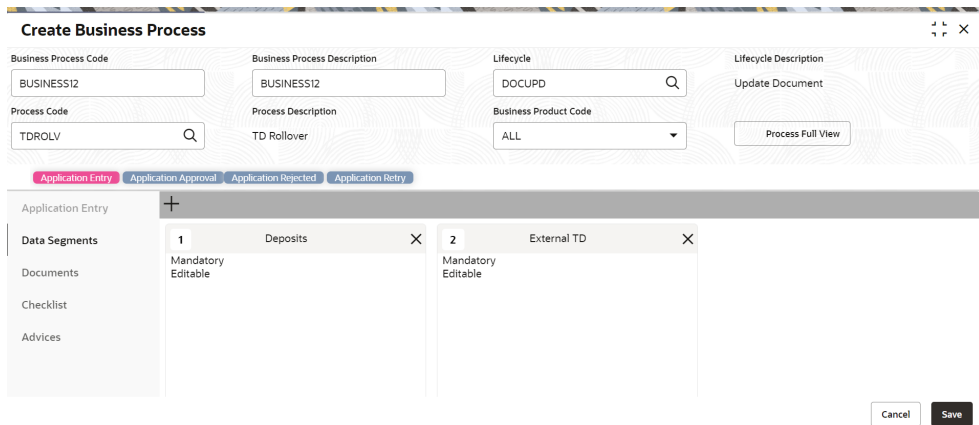 Create Business Process
Business Process Code
Business Process Description
Lifecycle
Lifecycle Description
BUSINESS12
BUSINESS12
DOCUPD
Update Document
Process Code
Process Description
Business Product Code
TDROLV
TD Rollover
ALL
Process Full View
Application Entry
Application Approval
Application Rejected
Application Retry
Application Entry
Data Segments
Documents
Checklist
Advices
1
Deposits
Mandatory
Editable
2
External TD
Mandatory
Editable
Cancel
Save